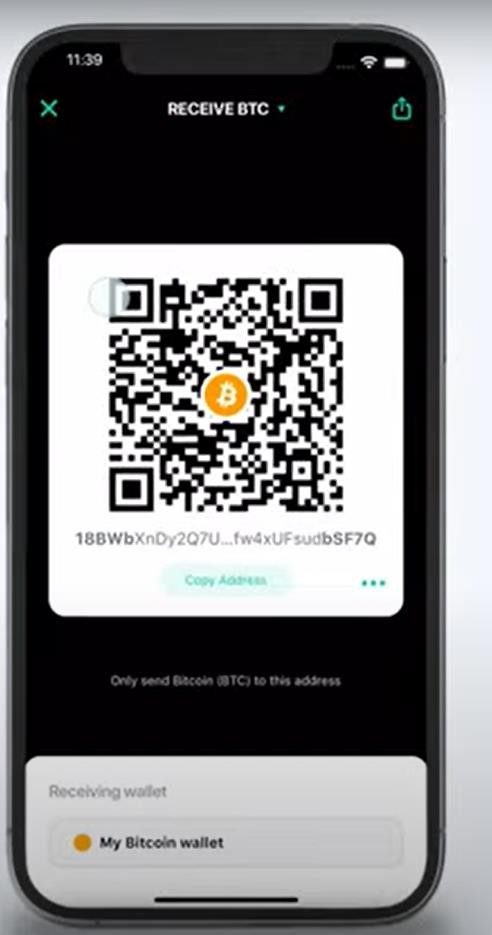 11:39
RECEIVE BTC
18BWbXnDy2Q7U...fw4xUFsudbSF7Q
Copy Address
Only send Bitcoin (BTC) to this address
Receiving wallet
My Bitcoin wallet